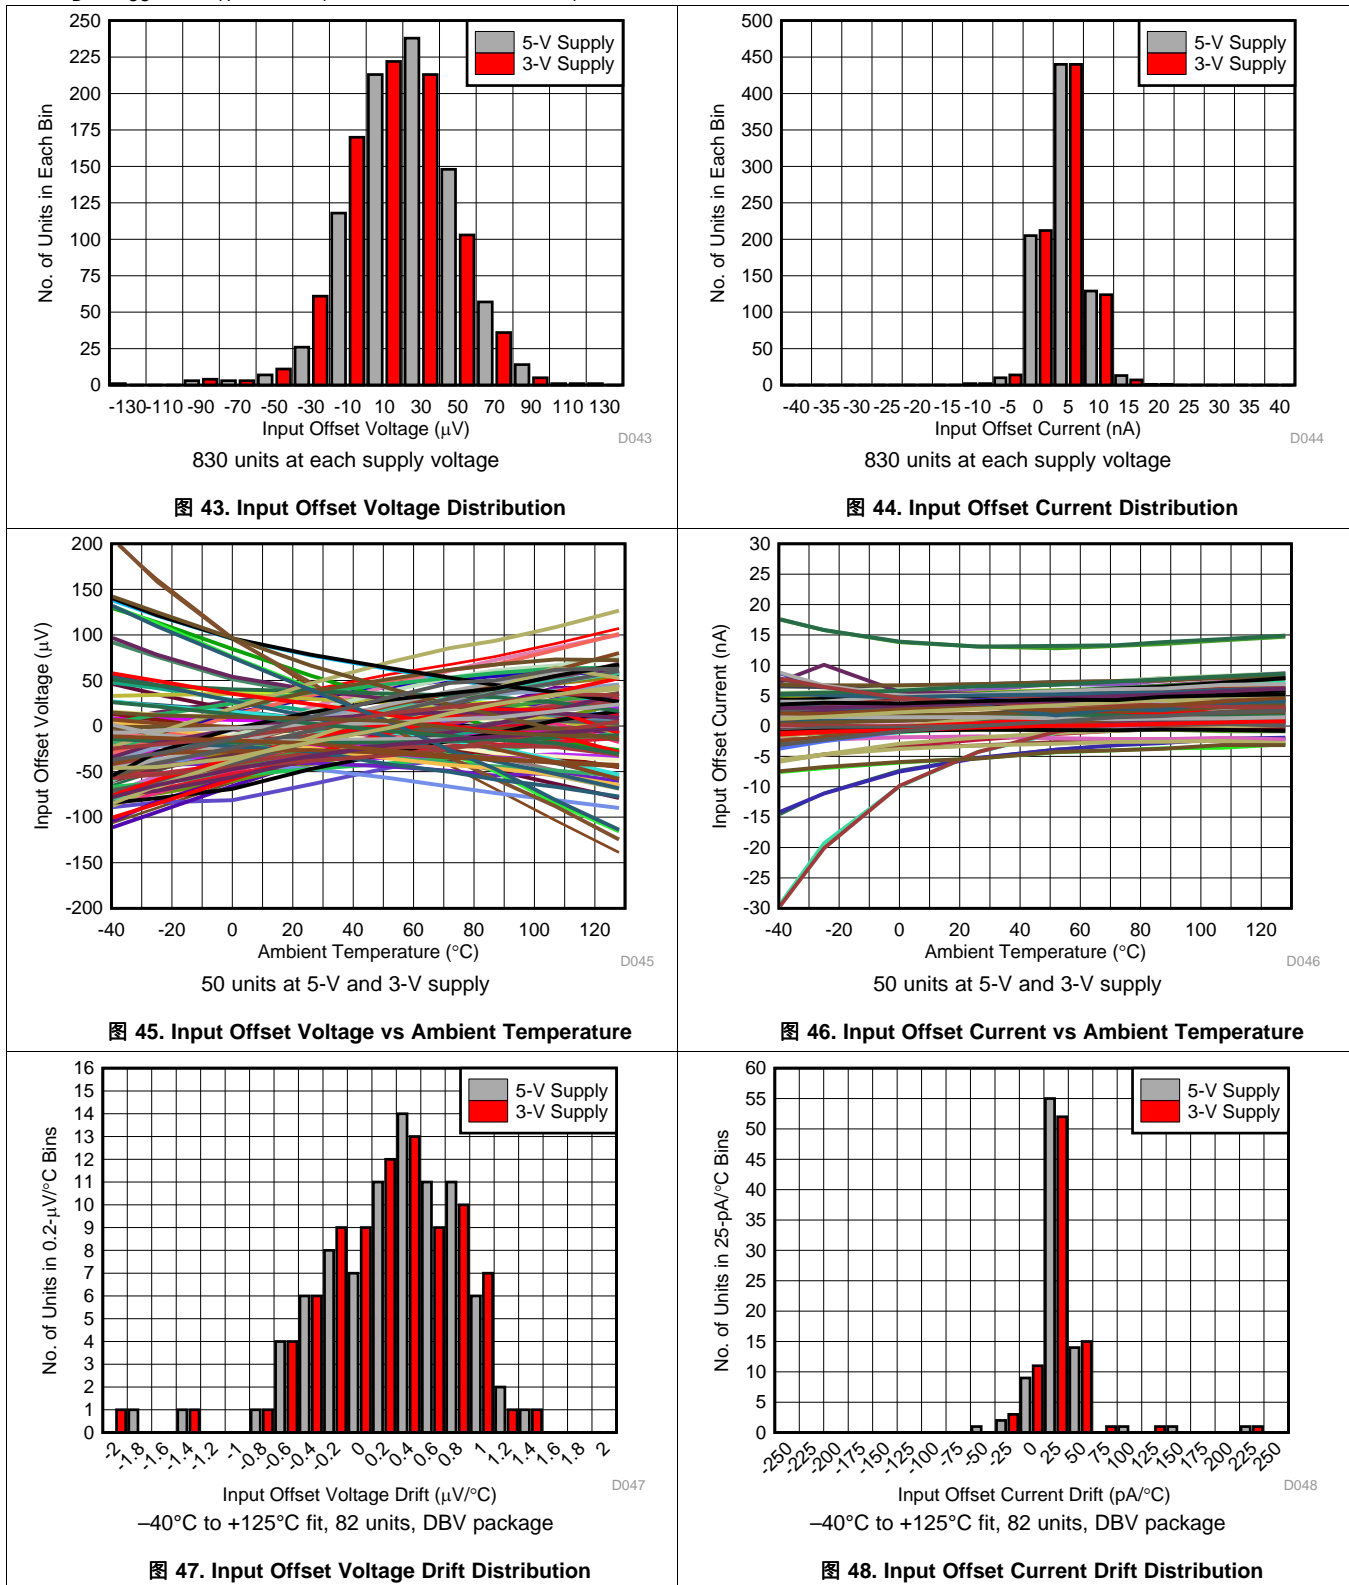 250
225
200
175
150
125
100
75
50
25
0
No. of Units in Each Bin
5-V Supply
3-V Supply
-130 -110 -90 -70 -50 -30 -10 10 30 50 70 90 110 130
Input Offset Voltage (μV)
D043
830 units at each supply voltage
图 43. Input Offset Voltage Distribution
500
450
400
350
300
250
200
150
100
50
0
No. of Units in Each Bin
5-V Supply
3-V Supply
-40 -35 -30 -25 -20 -15 -10 -5 0 5 10 15 20 25 30 35 40
Input Offset Current (nA)
D044
830 units at each supply voltage
图 44. Input Offset Current Distribution
200
150
100
50
0
-50
-100
-150
-200
Input Offset Voltage (μV)
-40 -20 0 20 40 60 80 100 120
Ambient Temperature (°C)
D045
50 units at 5-V and 3-V supply
图 45. Input Offset Voltage vs Ambient Temperature
30
25
20
15
10
5
0
-5
-10
-15
-20
-25
-30
Input Offset Current (nA)
-40 -20 0 20 40 60 80 100 120
Ambient Temperature (°C)
D046
50 units at 5-V and 3-V supply
图 46. Input Offset Current vs Ambient Temperature
16
15
14
13
12
11
10
9
8
7
6
5
4
3
2
1
0
No. of Units in 0.2-μV/°C Bins
5-V Supply
3-V Supply
-2 -1.8 -1.6 -1.4 -1.2 -1 -0.8 -0.6 -0.4 -0.2 0 0.2 0.4 0.6 0.8 1 1.2 1.4 1.6 1.8 2
Input Offset Voltage Drift (μV/°C)
D047
–40°C to +125°C fit, 82 units, DBV package
图 47. Input Offset Voltage Drift Distribution
60
55
50
45
40
35
30
25
20
15
10
5
0
No. of Units in 25-pA/°C Bins
5-V Supply
3-V Supply
-250 -225 -200 -175 -150 -125 -100 -75 -50 -25 0 25 50 75 100 125 150 175 200 225 250
Input Offset Current Drift (pA/°C)
D048
–40°C to +125°C fit, 82 units, DBV package
图 48. Input Offset Current Drift Distribution